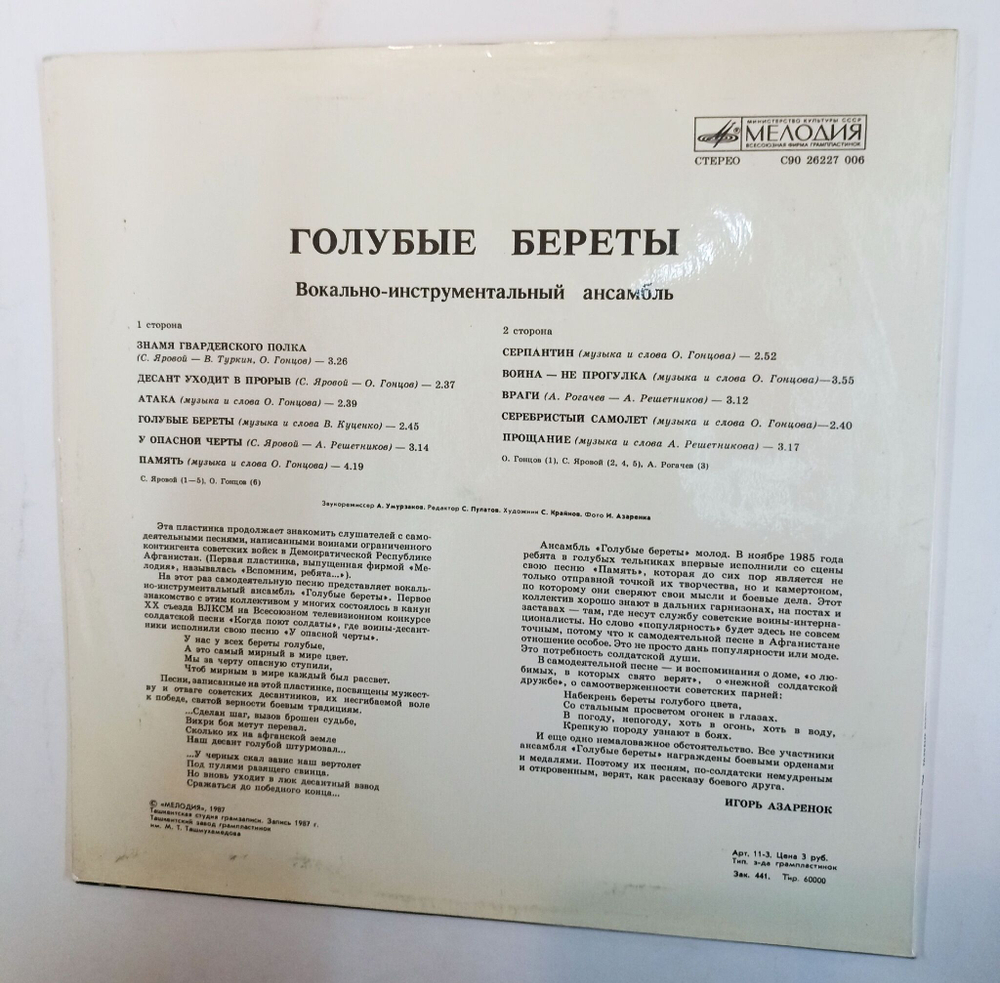 МИНИСТЕРСТВО КУЛЬТУРЫ СССР
МЕЛОДИЯ
ВСЕСОЮЗНАЯ ФИРМА ГРАМПЛАСТИНОК
СТЕРЕО С90 26227 006
ГОЛУБЫЕ БЕРЕТЫ
Вокально-инструментальный ансамбль
1 сторона
ЗНАМЯ ГВАРДЕЙСКОГО ПОЛКА
(С. Яровой — В. Туркин, О. Гонцов) — 3.26
ДЕСАНТ УХОДИТ В ПРОРЫВ (С. Яровой — О. Гонцов) — 2.37
АТАКА (музыка и слова О. Гонцова) — 2.39
ГОЛУБЫЕ БЕРЕТЫ (музыка и слова В. Куценко) — 2.45
У ОПАСНОЙ ЧЕРТЫ (С. Яровой — А. Решетников) — 3.14
ПАМЯТЬ (музыка и слова О. Гонцова) — 4.19
С. Яровой (1—5), О. Гонцов (6)
2 сторона
СЕРПАНТИН (музыка и слова О. Гонцова) — 2.52
ВОЙНА — НЕ ПРОГУЛКА (музыка и слова О. Гонцова)—3.55
ВРАГИ (А. Рогачев — А. Решетников) — 3.12
СЕРЕБРИСТЫЙ САМОЛЕТ (музыка и слова О. Гонцова)—2.40
ПРОЩАНИЕ (музыка и слова А. Решетникова) — 3.17
О. Гонцов (1), С. Яровой (2, 4, 5), А. Рогачев (3)
Звукорежиссер А. Умурзаков. Редактор С. Пулатов. Художник С. Крайнов. Фото И. Азаренка
Эта пластинка продолжает знакомить слушателей с само-
деятельными песнями, написанными воинами ограниченного
контингента советских войск в Демократической Республике
Афганистан. (Первая пластинка, выпущенная фирмой «Ме-
лодия», называлась «Вспомним, ребята...»).
На этот раз самодеятельную песню представляет вокаль-
но-инструментальный ансамбль «Голубые береты». Первое
знакомство с этим коллективом у многих состоялось в канун
XX съезда ВЛКСМ на Всесоюзном телевизионном конкурсе
солдатской песни «Когда поют солдаты», где воины-десант-
ники исполнили свою песню «У опасной черты».
У нас у всех береты голубые,
А это самый мирный в мире цвет.
Мы за черту опасную ступили,
Чтоб мирным в мире каждый был рассвет.
Песни, записанные на этой пластинке, посвящены мужест-
ву и отваге советских десантников, их несгибаемой воле
к победе, святой верности боевым традициям.
...Сделан шаг, вызов брошен судьбе,
Вихри боя метут перевал.
Сколько их на афганской земле
Наш десант голубой штурмовал...
...У черных скал завис наш вертолет
Под пулями разящего свинца.
Но вновь уходит в люк десантный взвод
Сражаться до победного конца...
© «МЕЛОДИЯ», 1987
Ташкентская студия грамзаписи. Запись 1987 г.
Ташкентский завод грампластинок
им. М. Т. Ташмухамедова
Ансамбль «Голубые береты» молод. В ноябре 1985 года
ребята в голубых тельниках впервые исполнили со сцены
свою песню «Память», которая до сих пор является не
только отправной точкой их творчества, но и камертоном,
по которому они сверяют свои мысли и боевые дела. Этот
коллектив хорошо знают в дальних гарнизонах, на постах и
заставах — там, где несут службу советские воины-интерна-
ционалисты. Но слово «популярность» будет здесь не совсем
точным, потому что к самодеятельной песне в Афганистане
отношение особое. Это не просто дань популярности или моде.
Это потребность солдатской души.
В самодеятельной песне — и воспоминания о доме, «о лю-
бимых, в которых свято верят», о «нежной солдатской
дружбе», о самоотверженности советских парней:
Набекрень береты голубого цвета,
Со стальным просветом огонек в глазах.
В погоду, непогоду, хоть в огонь, хоть в воду,
Крепкую породу узнают в боях.
И еще одно немаловажное обстоятельство. Все участники
ансамбля «Голубые береты» награждены боевыми орденами
и медалями. Поэтому их песням, по-солдатски немудреным
и откровенным, верят, как рассказу боевого друга.
ИГОРЬ АЗАРЕНОК
Арт. 11-3. Цена 3 руб.
Тип. з-да грампластинок
Зак. 441. Тир. 60000